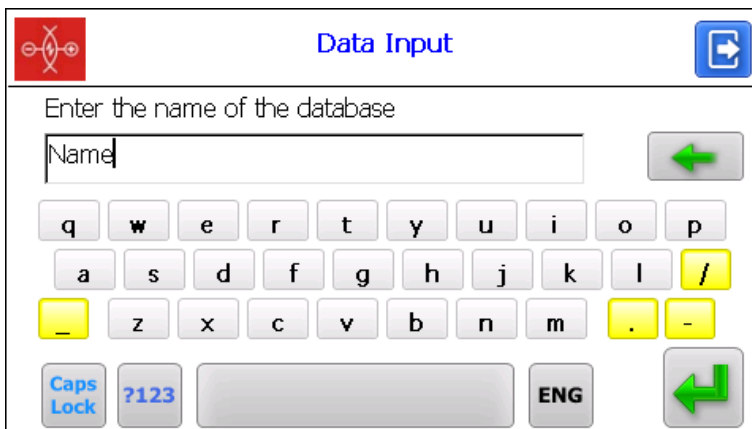 Data Input
Enter the name of the database
Name
q w e r t y u i o p
a s d f g h j k l /
_ z x c v b n m . -
Caps
Lock
?123
ENG